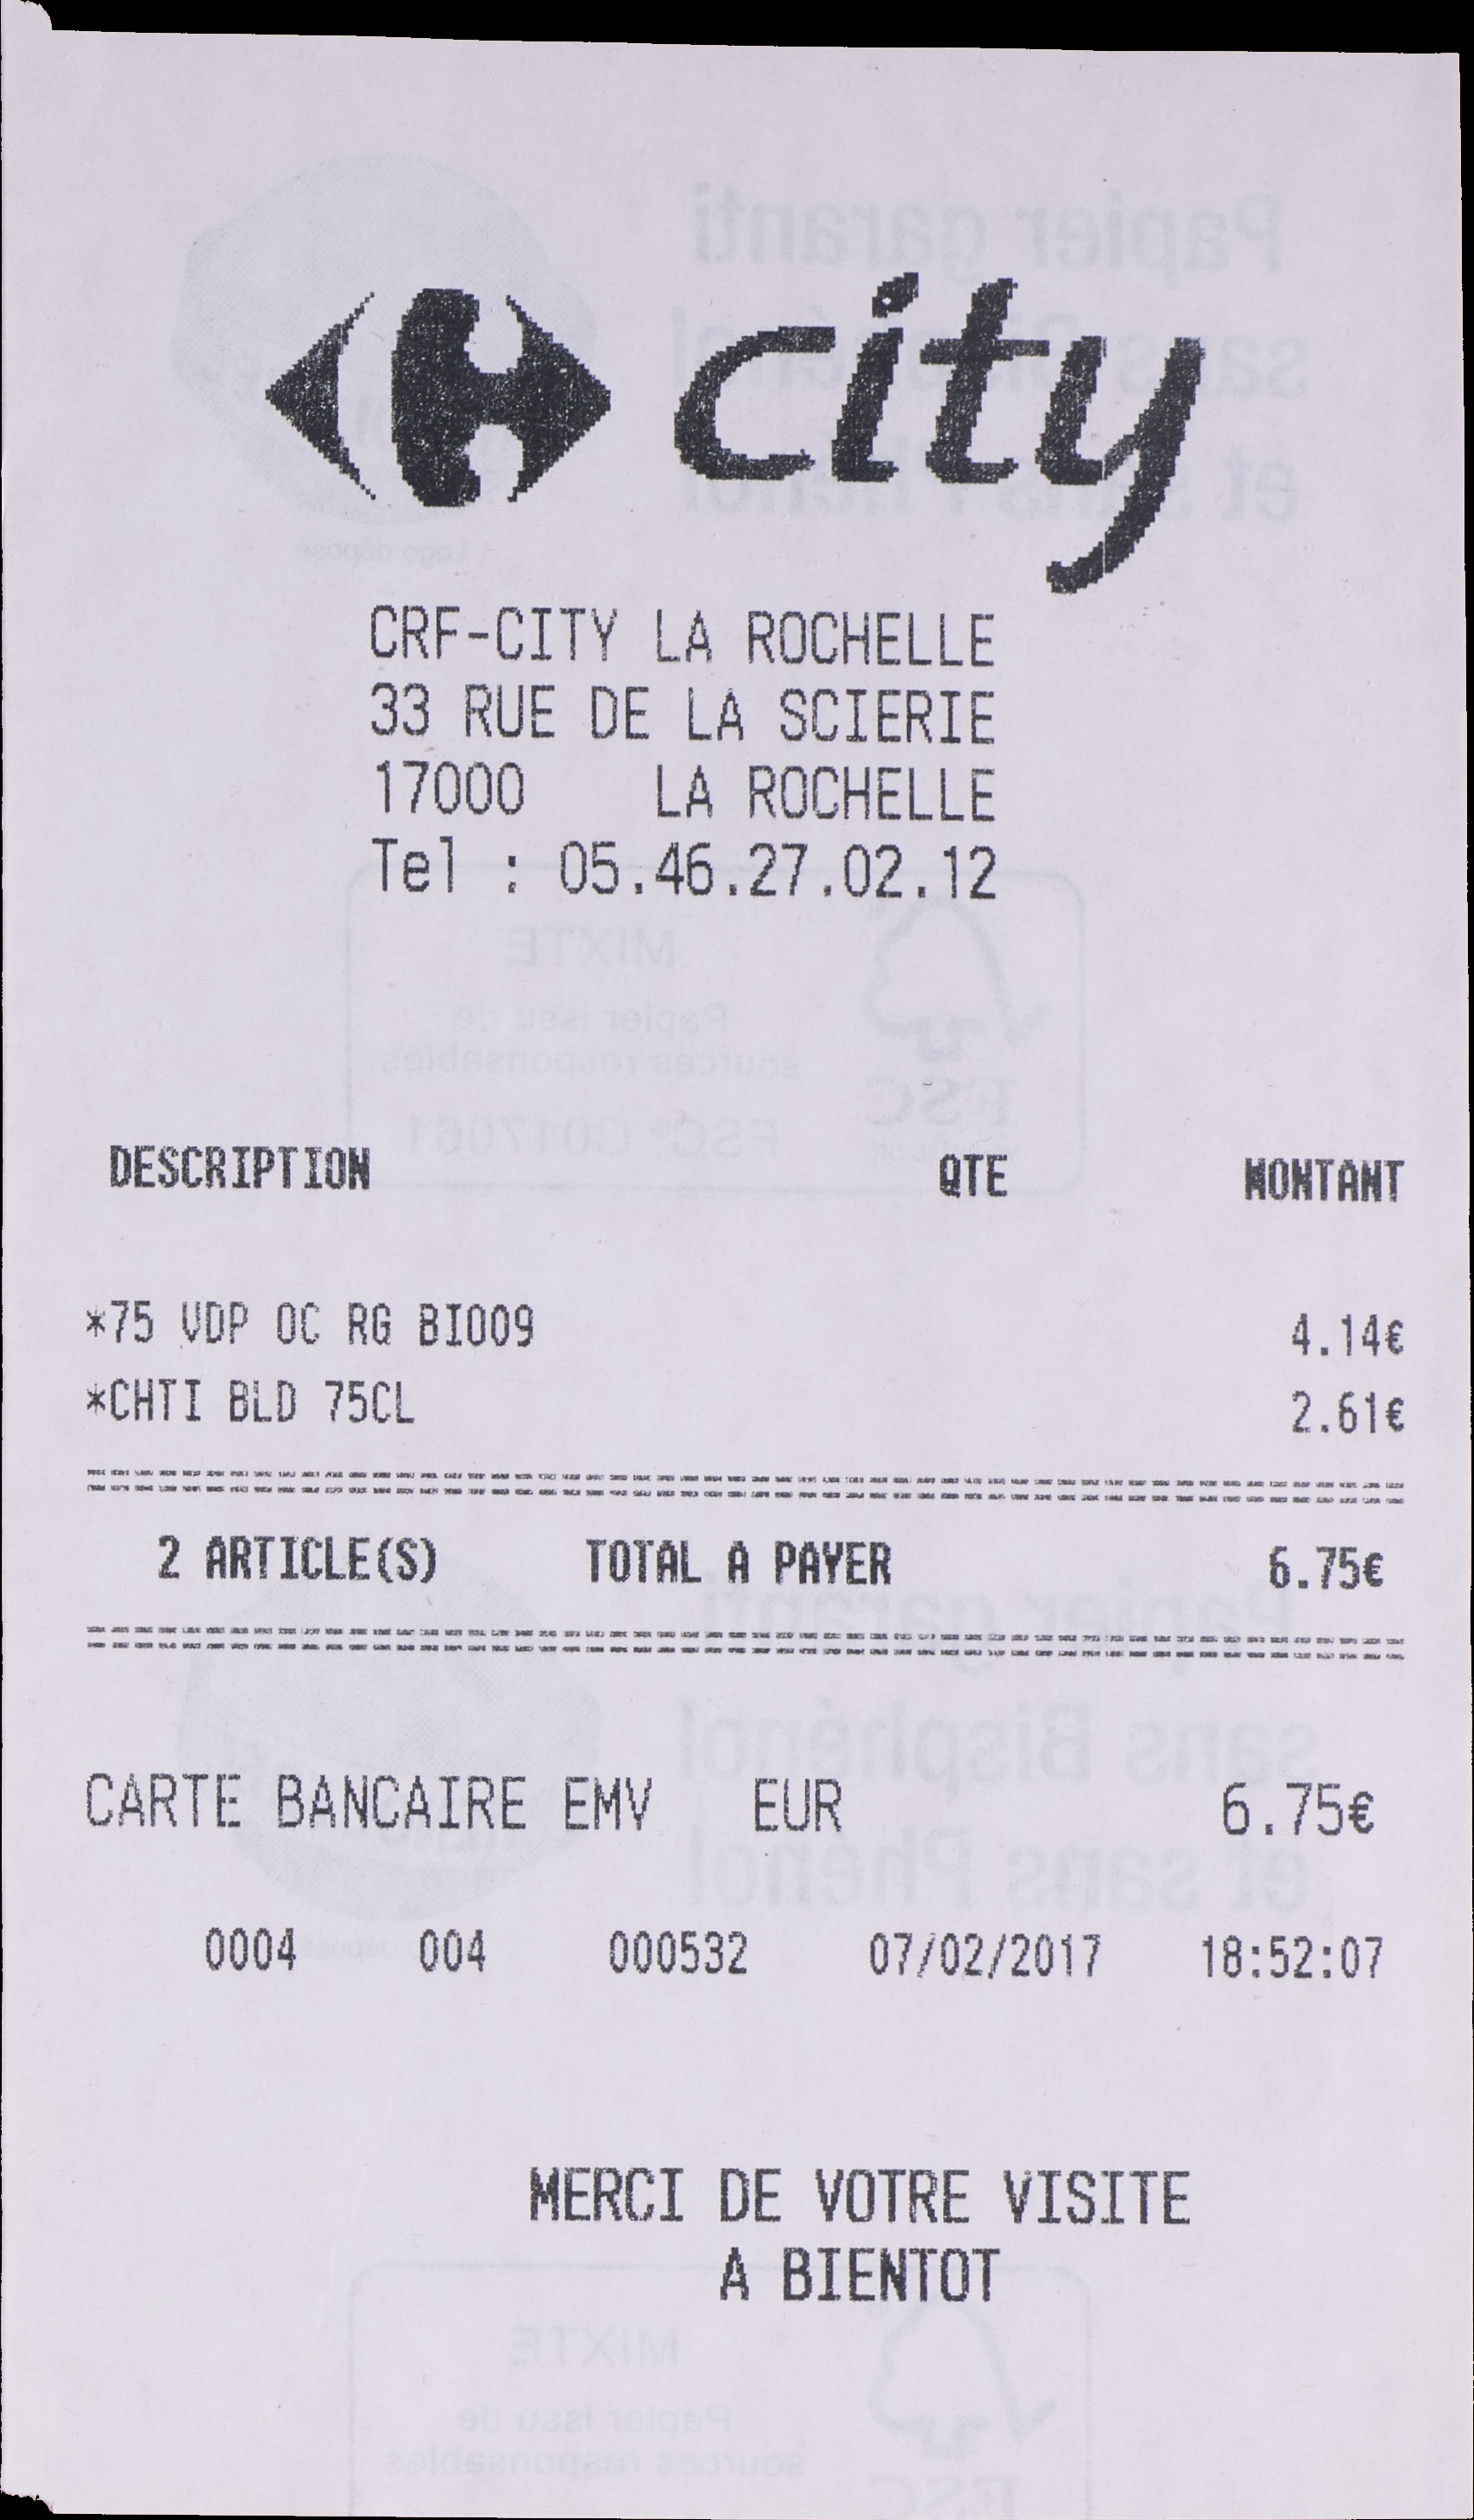 city
CRF-CITY LA ROCHELLE
33 RUE DE LA SCIERIE
17000 LA ROCHELLE
Tel : 05.46.27.02.12
DESCRIPTION QTE MONTANT
*75 VDP OC RG BIO09 4.14€
*CHTI BLD 75CL 2.61€
2 ARTICLE(S) TOTAL A PAYER 6.75€
CARTE BANCAIRE EMV EUR 6.75€
0004 004 000532 07/02/2017 18:52:07
MERCI DE VOTRE VISITE
A BIENTOT